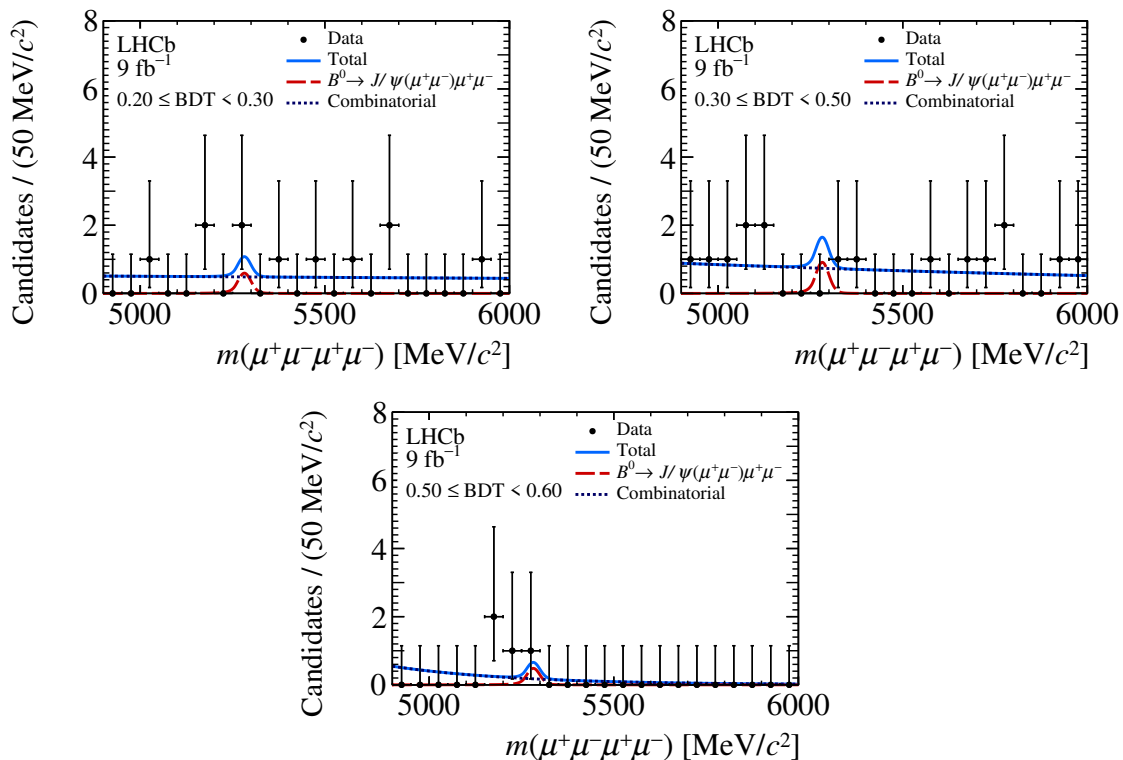 Candidates / (50 MeV/c²)
8
6
4
2
0
LHCb
9 fb⁻¹
0.20 ≤ BDT < 0.30
Data
Total
B⁰→ J/ψ(μ⁺μ⁻)μ⁺μ⁻
Combinatorial
5000 5500 6000
m(μ⁺μ⁻μ⁺μ⁻) [MeV/c²]
Candidates / (50 MeV/c²)
8
6
4
2
0
LHCb
9 fb⁻¹
0.30 ≤ BDT < 0.50
Data
Total
B⁰→ J/ψ(μ⁺μ⁻)μ⁺μ⁻
Combinatorial
5000 5500 6000
m(μ⁺μ⁻μ⁺μ⁻) [MeV/c²]
Candidates / (50 MeV/c²)
8
6
4
2
0
LHCb
9 fb⁻¹
0.50 ≤ BDT < 0.60
Data
Total
B⁰→ J/ψ(μ⁺μ⁻)μ⁺μ⁻
Combinatorial
5000 5500 6000
m(μ⁺μ⁻μ⁺μ⁻) [MeV/c²]